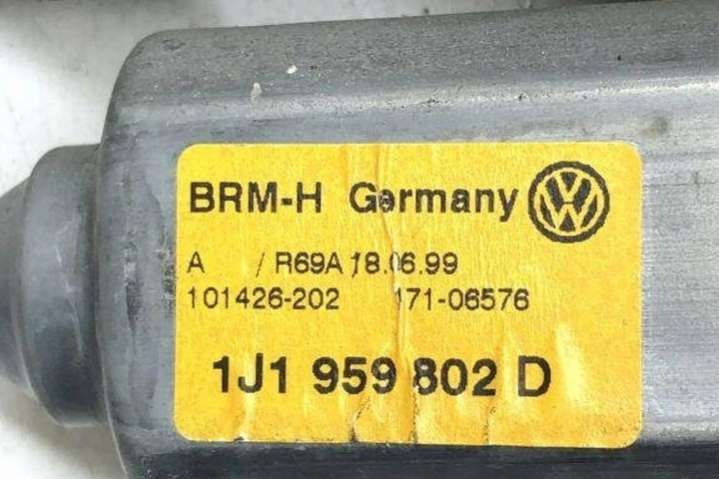 BRM-H Germany
A / R69A / 18.06.99
101426-202 171-06576
1J1 959 802 D